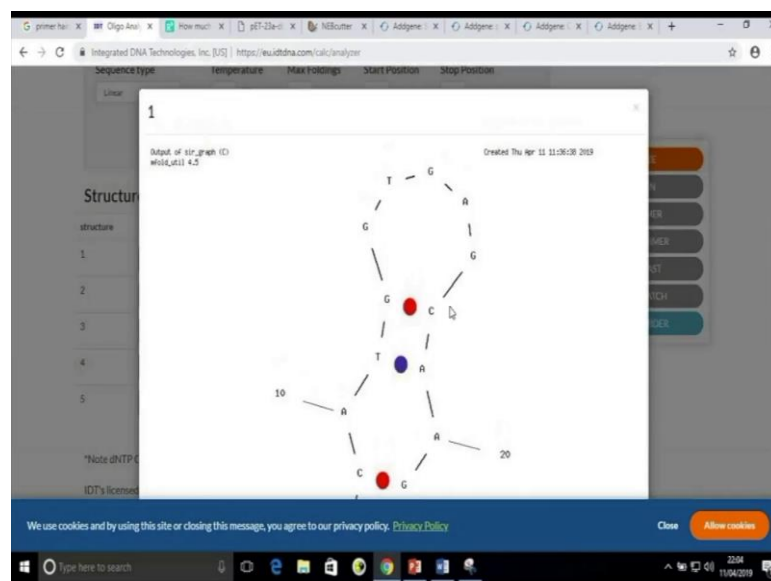 primer hai
Oligo Anal
How much
pET-23a-d
NEBcutter
Addgene:
Addgene:
Addgene:
Addgene:
Integrated DNA Technologies, Inc. [US] | https://eu.idtdna.com/calc/analyzer
Sequence type Temperature Max Foldings Start Position Stop Position
Linear
1
Output of sir_graph (C)
mfold_util 4.5
Created Thu Apr 11 11:36:38 2019
Structur
structure
1
2
3
4
5
T G
G A
G
G C
T A
10
A
A
20
C G
*Note dNTP C
IDT's licensed
We use cookies and by using this site or closing this message, you agree to our privacy policy. Privacy Policy
Close
Allow cookies
Type here to search
22:04
11/04/2019